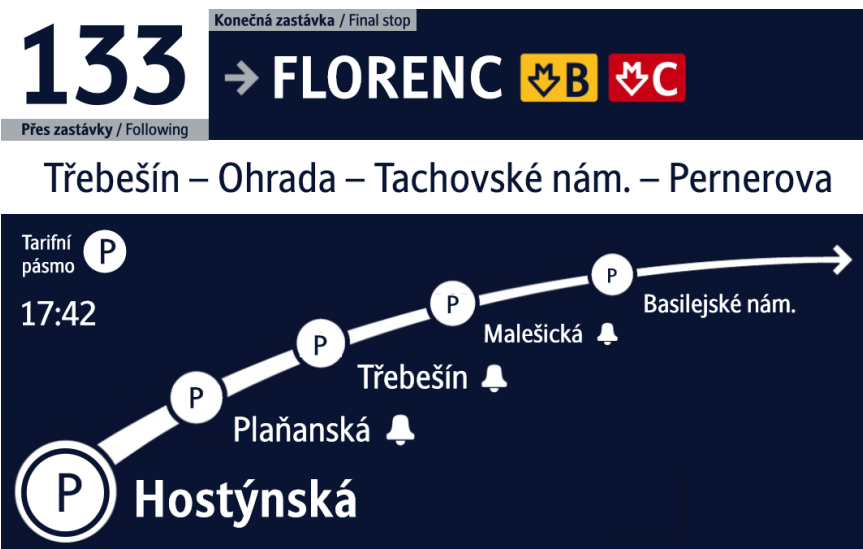 133
Konečná zastávka / Final stop
→ FLORENC B C
Přes zastávky / Following
Třebešín – Ohrada – Tachovské nám. – Pernerova
Tarifní
pásmo P
17:42
P Basilejské nám.
P Malešická
P Třebešín
P Plaňanská
P Hostýnská